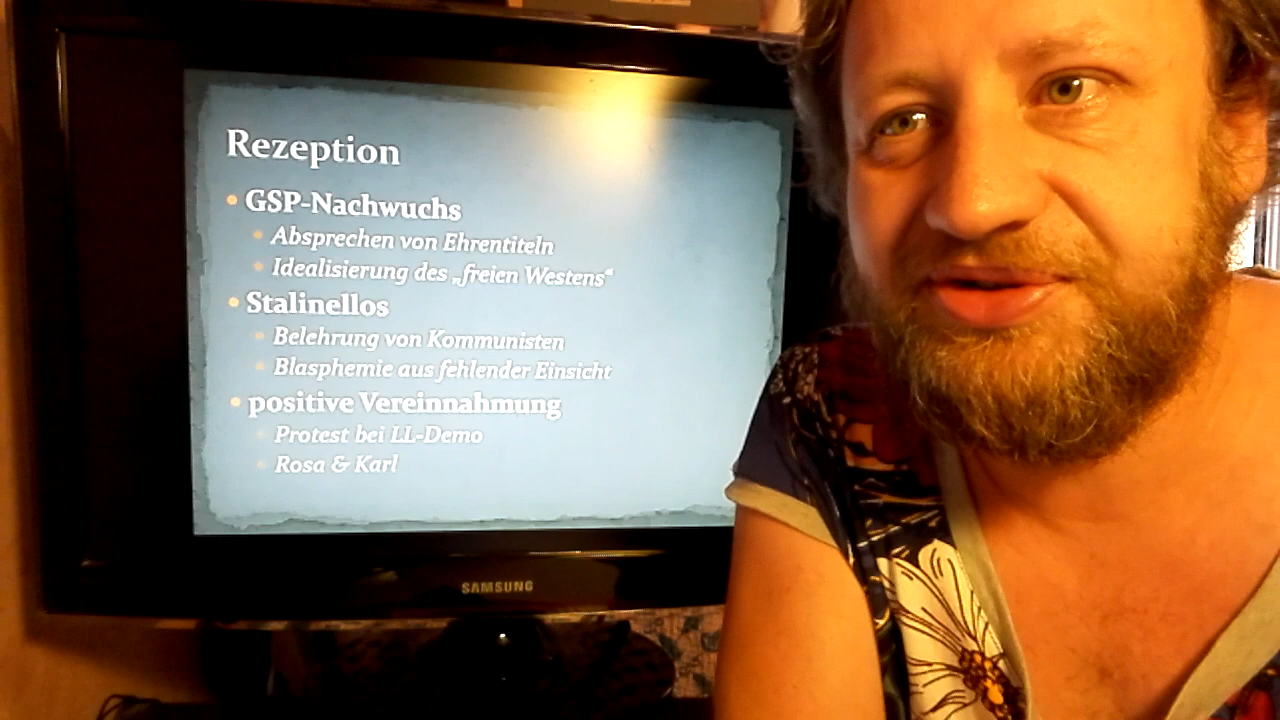 Rezeption
• GSP-Nachwuchs
• Absprechen von Ehrentiteln
• Idealisierung des „freien Westens“
• Stalinellos
• Belehrung von Kommunisten
• Blasphemie aus fehlender Einsicht
• positive Vereinnahmung
• Protest bei LL-Demo
• Rosa & Karl
SAMSUNG